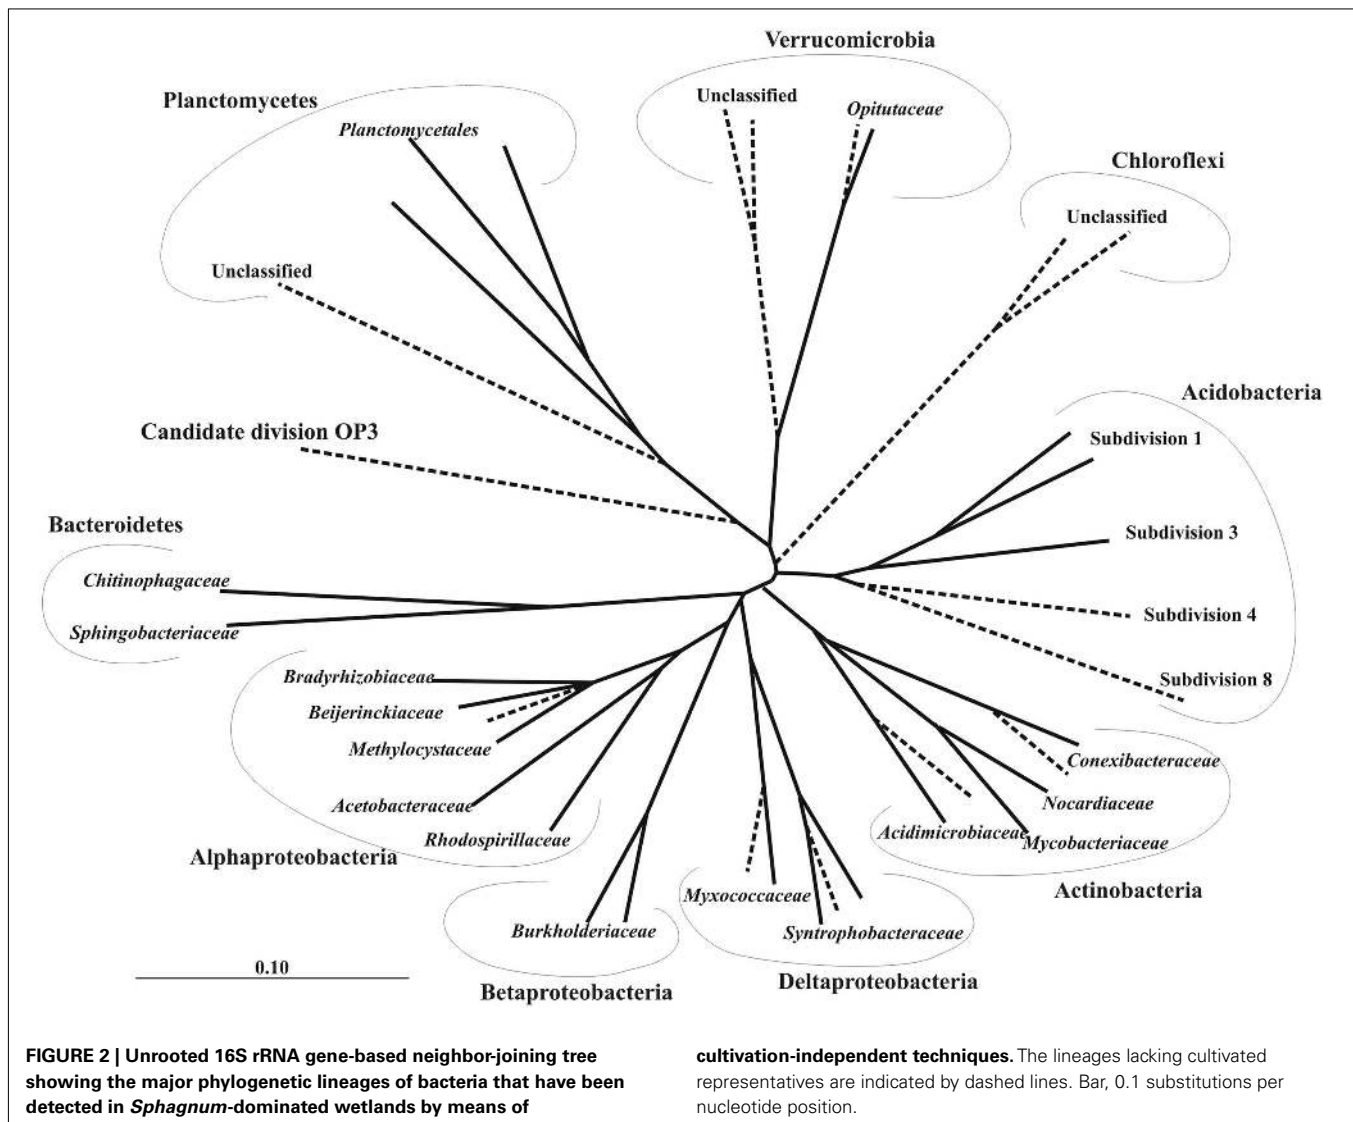 Verrucomicrobia
Unclassified
Opitutaceae
Planctomycetes
Planctomycetales
Unclassified
Chloroflexi
Unclassified
Candidate division OP3
Acidobacteria
Subdivision 1
Subdivision 3
Subdivision 4
Subdivision 8
Bacteroidetes
Chitinophagaceae
Sphingobacteriaceae
Bradyrhizobiaceae
Beijerinckiaceae
Methylocystaceae
Acetobacteraceae
Rhodospirillaceae
Alphaproteobacteria
Burkholderiaceae
Betaproteobacteria
Myxococcaceae
Syntrophobacteraceae
Deltaproteobacteria
Conexibacteraceae
Nocardiaceae
Acidimicrobiaceae
Mycobacteriaceae
Actinobacteria
0.10
FIGURE 2 | Unrooted 16S rRNA gene-based neighbor-joining tree
showing the major phylogenetic lineages of bacteria that have been
detected in Sphagnum-dominated wetlands by means of
cultivation-independent techniques. The lineages lacking cultivated
representatives are indicated by dashed lines. Bar, 0.1 substitutions per
nucleotide position.